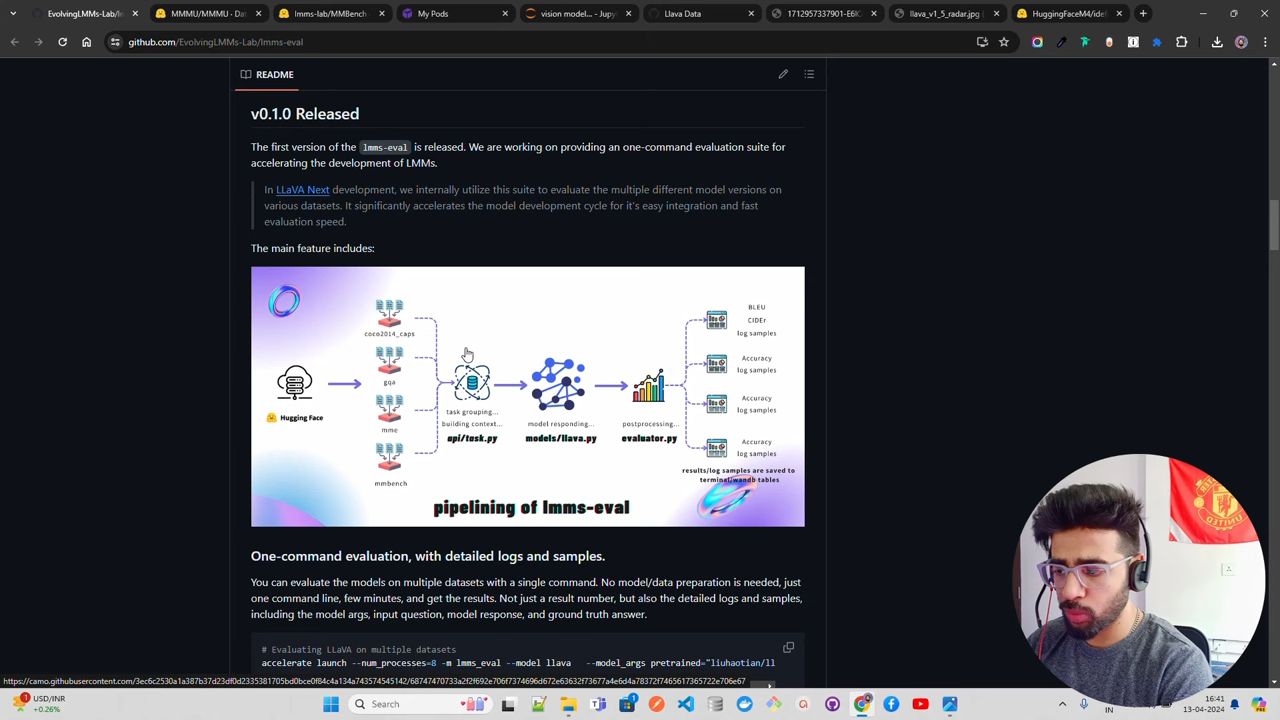 EvolvingLMMs-Lab/l
MMMU/MMMU · Dat
lmms-lab/MMBench
My Pods
vision model... - Jupy
Llava Data
1712957337901-E6K
llava_v1_5_radar.jpg (
HuggingFaceM4/idef
github.com/EvolvingLMMs-Lab/lmms-eval
README
v0.1.0 Released
The first version of the lmms-eval is released. We are working on providing an one-command evaluation suite for
accelerating the development of LMMs.
In LLaVA Next development, we internally utilize this suite to evaluate the multiple different model versions on
various datasets. It significantly accelerates the model development cycle for it's easy integration and fast
evaluation speed.
The main feature includes:
Hugging Face
coco2014_caps
gqa
mme
mmbench
task grouping...
building context...
api/task.py
model responding...
models/llava.py
postprocessing...
evaluator.py
BLEU
CIDEr
log samples
Accuracy
log samples
Accuracy
log samples
Accuracy
log samples
results/log samples are saved to
terminal/wandb tables
pipelining of lmms-eval
One-command evaluation, with detailed logs and samples.
You can evaluate the models on multiple datasets with a single command. No model/data preparation is needed, just
one command line, few minutes, and get the results. Not just a result number, but also the detailed logs and samples,
including the model args, input question, model response, and ground truth answer.
# Evaluating LLaVA on multiple datasets
accelerate launch --num_processes=8 -m lmms_eval --model llava --model_args pretrained="liuhaotian/ll
UNITED
USD/INR
+0.26%
Search
IN
16:41
13-04-2024